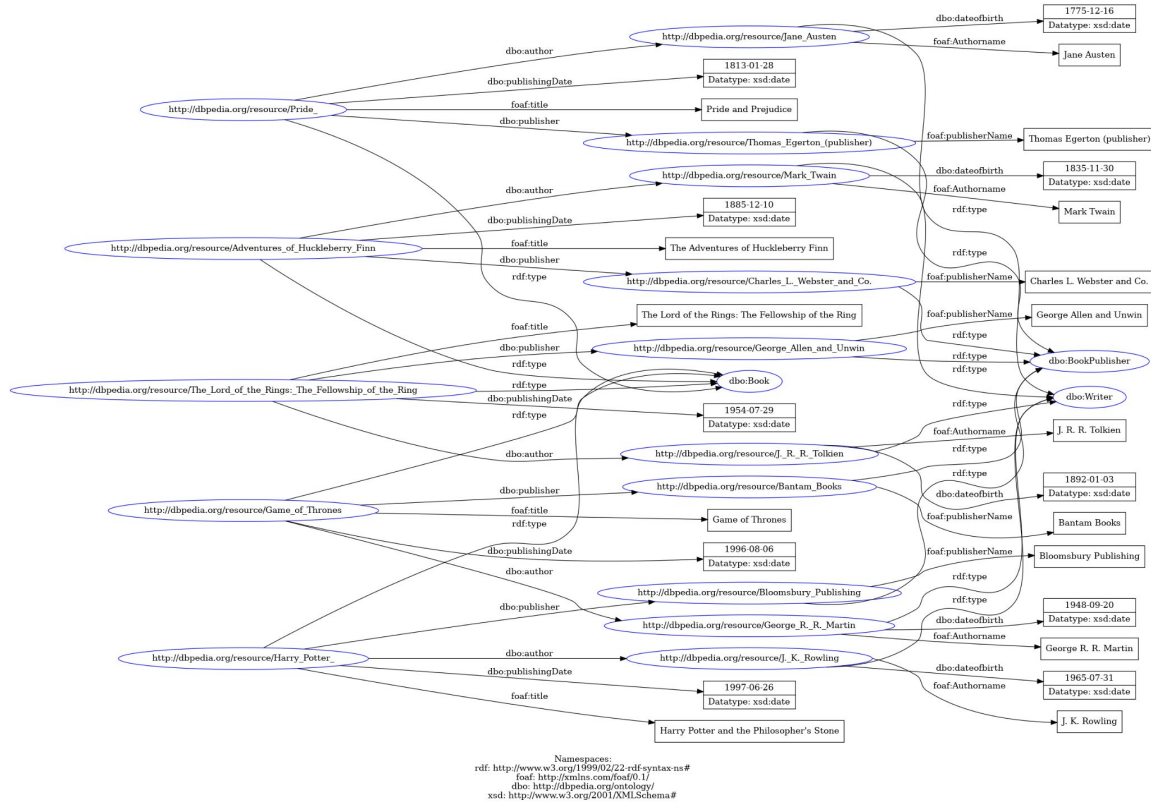 1775-12-16
dbo:dateofbirth
Datatype: xsd:date
http://dbpedia.org/resource/Jane_Austen
foaf:Authorname
dbo:author
Jane Austen
1813-01-28
dbo:publishingDate
Datatype: xsd:date
foaf:title
http://dbpedia.org/resource/Pride_
Pride and Prejudice
dbo:publisher
foaf:publisherName
http://dbpedia.org/resource/Thomas_Egerton_(publisher)
Thomas Egerton (publisher)
dbo:dateofbirth
1835-11-30
http://dbpedia.org/resource/Mark_Twain
Datatype: xsd:date
dbo:author
foaf:Authorname
1885-12-10
rdf:type
Mark Twain
dbo:publishingDate
Datatype: xsd:date
foaf:title
http://dbpedia.org/resource/Adventures_of_Huckleberry_Finn
The Adventures of Huckleberry Finn
rdf:type
dbo:publisher
rdf:type
foaf:publisherName
http://dbpedia.org/resource/Charles_L._Webster_and_Co.
Charles L. Webster and Co.
foaf:publisherName
The Lord of the Rings: The Fellowship of the Ring
George Allen and Unwin
foaf:title
rdf:type
dbo:publisher
http://dbpedia.org/resource/George_Allen_and_Unwin
rdf:type
dbo:BookPublisher
rdf:type
rdf:type
rdf:type
dbo:Book
http://dbpedia.org/resource/The_Lord_of_the_Rings:_The_Fellowship_of_the_Ring
dbo:Writer
dbo:publishingDate
rdf:type
1954-07-29
rdf:type
Datatype: xsd:date
foaf:Authorname
J. R. R. Tolkien
dbo:author
http://dbpedia.org/resource/J._R._R._Tolkien
rdf:type
rdf:type
1892-01-03
http://dbpedia.org/resource/Bantam_Books
dbo:publisher
dbo:dateofbirth
Datatype: xsd:date
http://dbpedia.org/resource/Game_of_Thrones
foaf:title
foaf:publisherName
rdf:type
Game of Thrones
Bantam Books
1996-08-06
dbo:publishingDate
foaf:publisherName
Bloomsbury Publishing
Datatype: xsd:date
dbo:author
rdf:type
http://dbpedia.org/resource/Bloomsbury_Publishing
rdf:type
1948-09-20
dbo:publisher
dbo:dateofbirth
http://dbpedia.org/resource/George_R._R._Martin
Datatype: xsd:date
foaf:Authorname
George R. R. Martin
dbo:author
http://dbpedia.org/resource/Harry_Potter_
http://dbpedia.org/resource/J._K._Rowling
dbo:dateofbirth
1965-07-31
dbo:publishingDate
1997-06-26
foaf:Authorname
Datatype: xsd:date
Datatype: xsd:date
foaf:title
J. K. Rowling
Harry Potter and the Philosopher's Stone
Namespaces:
rdf: http://www.w3.org/1999/02/22-rdf-syntax-ns#
foaf: http://xmlns.com/foaf/0.1/
dbo: http://dbpedia.org/ontology/
xsd: http://www.w3.org/2001/XMLSchema#